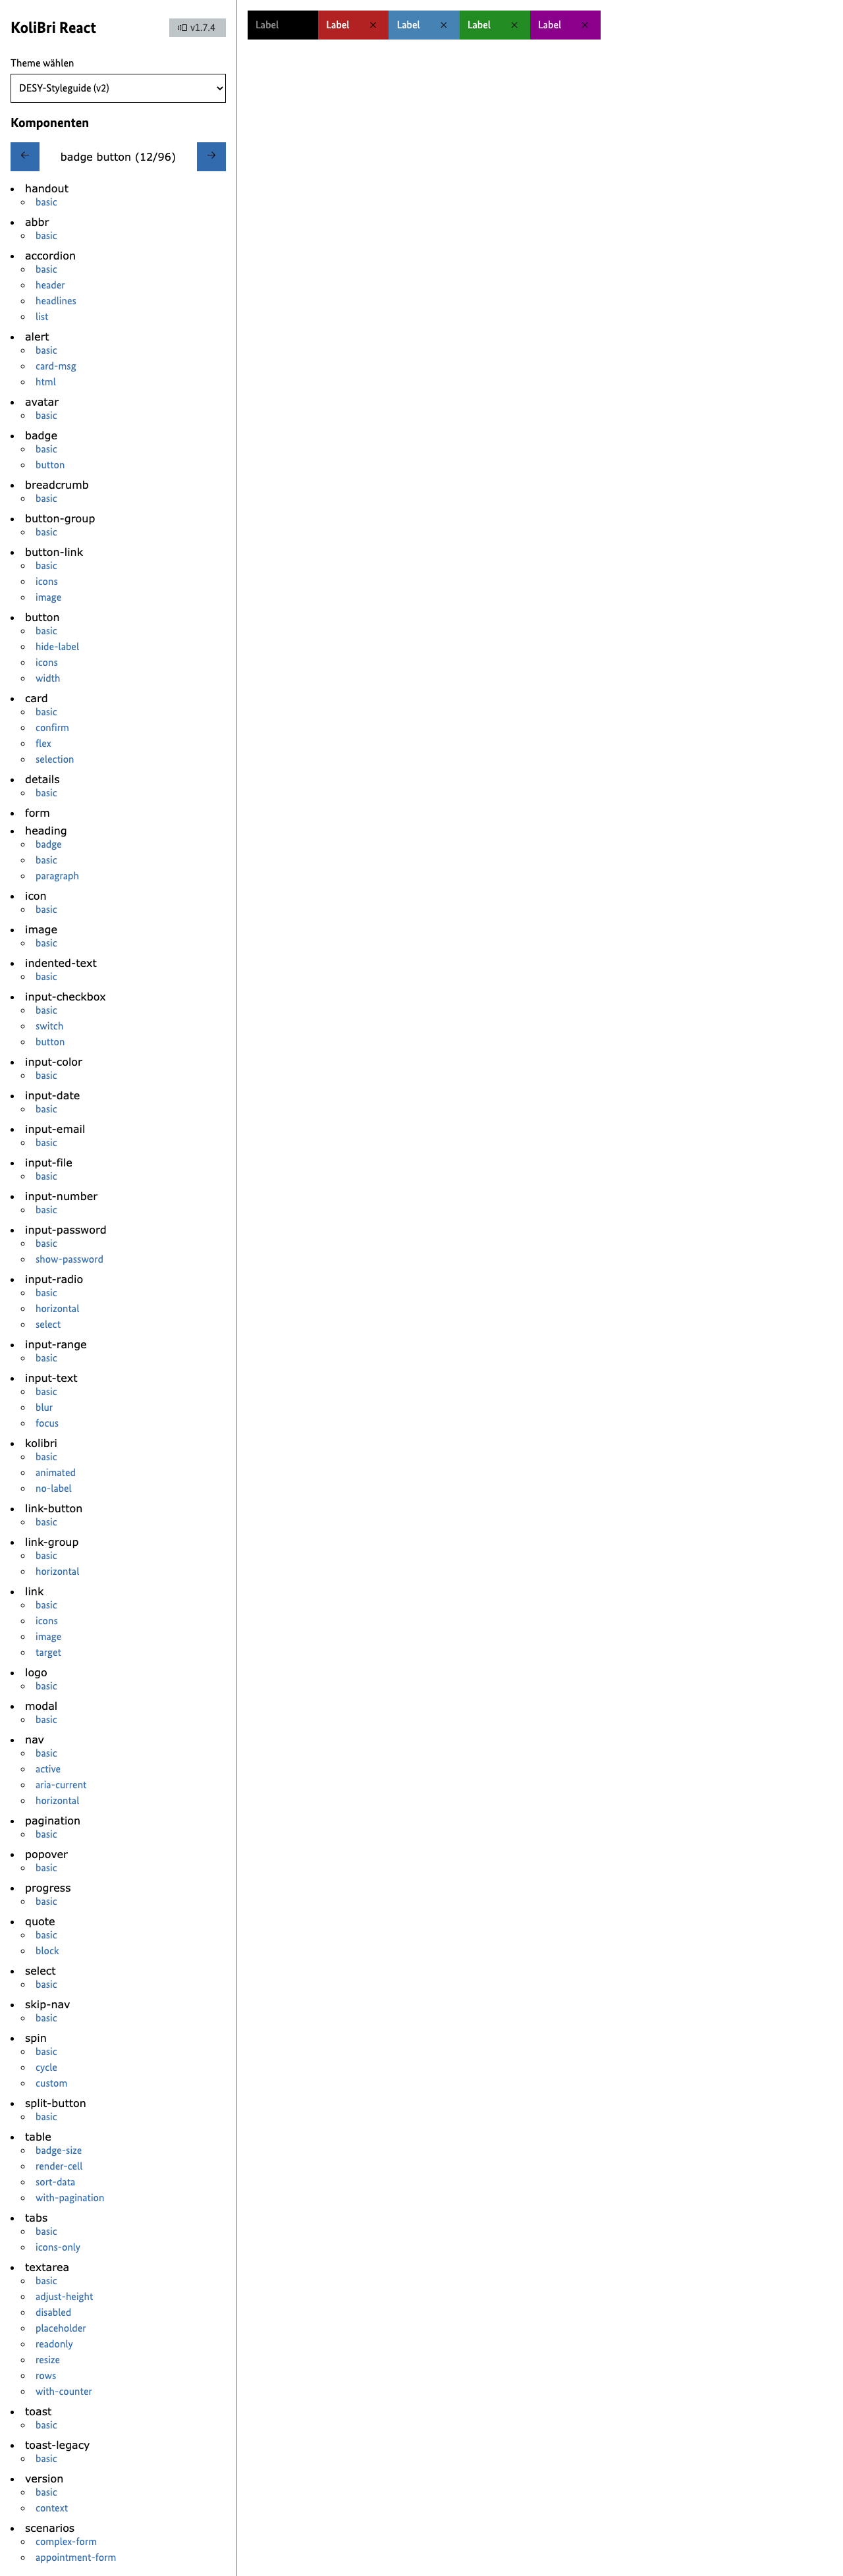 KoliBri React
v1.7.4
Theme wählen
DESY-Styleguide (v2)
Komponenten
badge button (12/96)
handout
basic
abbr
basic
accordion
basic
header
headlines
list
alert
basic
card-msg
html
avatar
basic
badge
basic
button
breadcrumb
basic
button-group
basic
button-link
basic
icons
image
button
basic
hide-label
icons
width
card
basic
confirm
flex
selection
details
basic
form
heading
badge
basic
paragraph
icon
basic
image
basic
indented-text
basic
input-checkbox
basic
switch
button
input-color
basic
input-date
basic
input-email
basic
input-file
basic
input-number
basic
input-password
basic
show-password
input-radio
basic
horizontal
select
input-range
basic
input-text
basic
blur
focus
kolibri
basic
animated
no-label
link-button
basic
link-group
basic
horizontal
link
basic
icons
image
target
logo
basic
modal
basic
nav
basic
active
aria-current
horizontal
pagination
basic
popover
basic
progress
basic
quote
basic
block
select
basic
skip-nav
basic
spin
basic
cycle
custom
split-button
basic
table
badge-size
render-cell
sort-data
with-pagination
tabs
basic
icons-only
textarea
basic
adjust-height
disabled
placeholder
readonly
resize
rows
with-counter
toast
basic
toast-legacy
basic
version
basic
context
scenarios
complex-form
appointment-form
Label Label Label Label Label